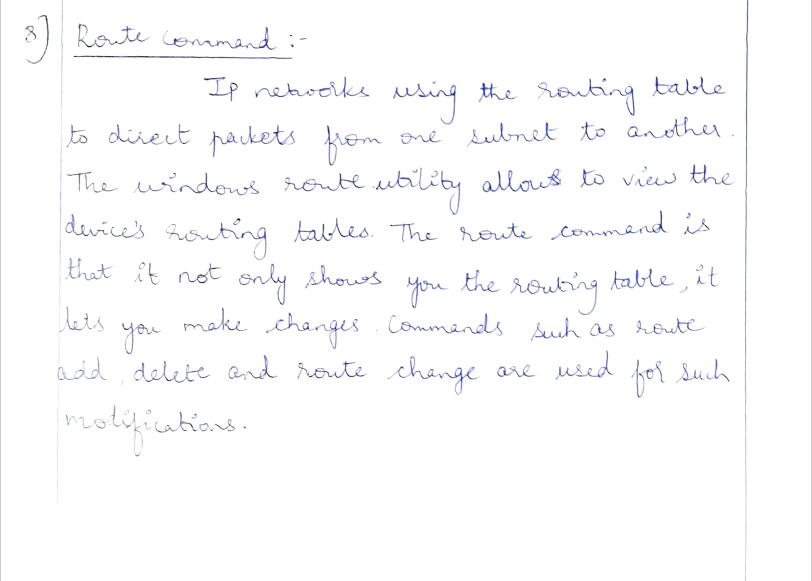 8] Route Command :-
Ip networks using the routing table
to direct packets from one subnet to another.
The windows route utility allows to view the
device's routing tables. The route command is
that it not only shows you the routing table, it
lets you make changes. Commands such as route
add, delete and route change are used for such
modifications.